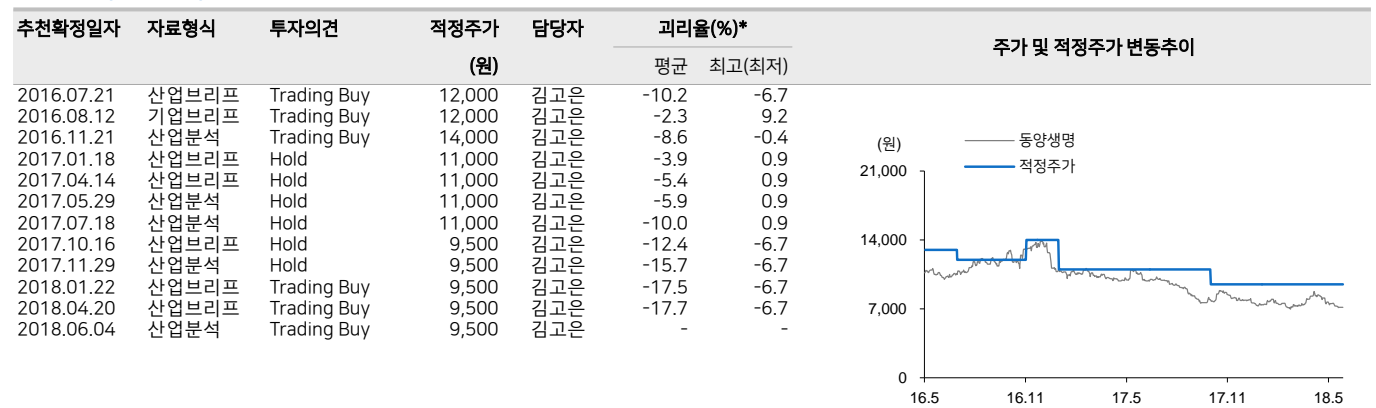 추천확정일자 자료형식 투자의견 적정주가 담당자 괴리율(%)* 주가 및 적정주가 변동추이
(원) 평균 최고(최저)
2016.07.21 산업브리프 Trading Buy 12,000 김고은 -10.2 -6.7
2016.08.12 기업브리프 Trading Buy 12,000 김고은 -2.3 9.2
2016.11.21 산업분석 Trading Buy 14,000 김고은 -8.6 -0.4
2017.01.18 산업브리프 Hold 11,000 김고은 -3.9 0.9
2017.04.14 산업브리프 Hold 11,000 김고은 -5.4 0.9
2017.05.29 산업분석 Hold 11,000 김고은 -5.9 0.9
2017.07.18 산업분석 Hold 11,000 김고은 -10.0 0.9
2017.10.16 산업브리프 Hold 9,500 김고은 -12.4 -6.7
2017.11.29 산업분석 Hold 9,500 김고은 -15.7 -6.7
2018.01.22 산업브리프 Trading Buy 9,500 김고은 -17.5 -6.7
2018.04.20 산업브리프 Trading Buy 9,500 김고은 -17.7 -6.7
2018.06.04 산업분석 Trading Buy 9,500 김고은 - -
(원) 동양생명
적정주가
21,000
14,000
7,000
0
16.5 16.11 17.5 17.11 18.5